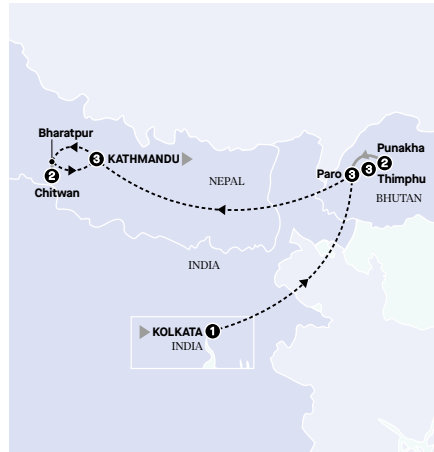 Bharatpur
3 KATHMANDU
2
Chitwan
NEPAL
Punakha
2
Paro
3
3
Thimphu
BHUTAN
INDIA
KOLKATA 1
INDIA